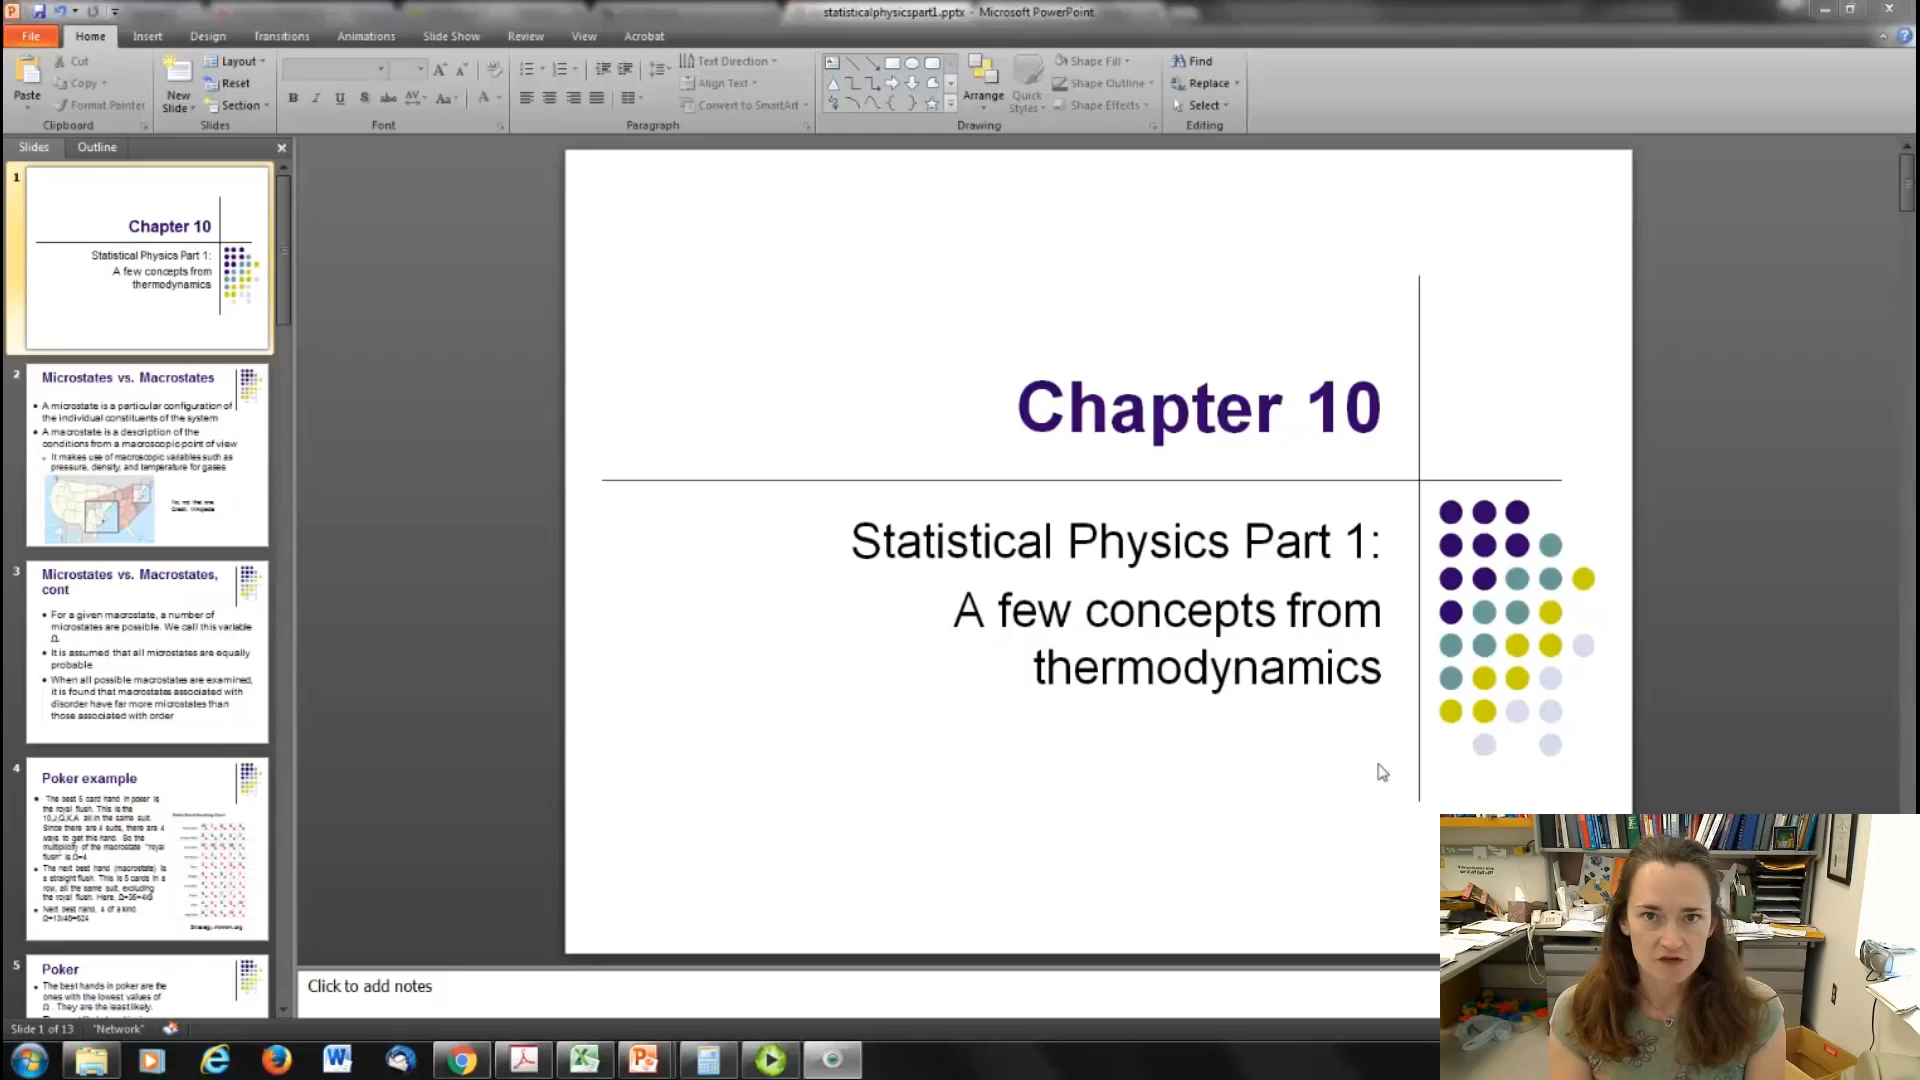 statisticalphysicspart1.pptx - Microsoft PowerPoint
File Home Insert Design Transitions Animations Slide Show Review View Acrobat
Cut
Copy
Format Painter
Paste
Clipboard
New Slide
Layout
Reset
Section
Slides
Font
Text Direction
Align Text
Convert to SmartArt
Paragraph
Arrange
Quick Styles
Shape Fill
Shape Outline
Shape Effects
Drawing
Find
Replace
Select
Editing
Slides Outline
1
Chapter 10
Statistical Physics Part 1:
A few concepts from
thermodynamics
2
Microstates vs. Macrostates
A microstate is a particular configuration of
the individual constituents of the system
A macrostate is a description of the
conditions from a macroscopic point of view
It makes use of macroscopic variables such as
pressure, density, and temperature for gases
No, not that one.
Credit: Wikipedia
3
Microstates vs. Macrostates,
cont
For a given macrostate, a number of
microstates are possible. We call this variable
Ω.
It is assumed that all microstates are equally
probable
When all possible macrostates are examined,
it is found that macrostates associated with
disorder have far more microstates than
those associated with order
4
Poker example
The best 5 card hand in poker is
the royal flush. This is the
10,J,Q,K,A all in the same suit.
Since there are 4 suits, there are 4
ways to get this hand. So the
multiplicity of the macrostate "royal
flush" is Ω=4
The next best hand (macrostate) is
a straight flush. This is 5 cards in a
row, all the same suit, excluding
the royal flush. Here, Ω=36=4x9
Next best hand, 4 of a kind.
Ω=13x48=624
5
Poker
The best hands in poker are the
ones with the lowest values of
Ω. They are the least likely.
Chapter 10
Statistical Physics Part 1:
A few concepts from
thermodynamics
Click to add notes
Slide 1 of 13 "Network"